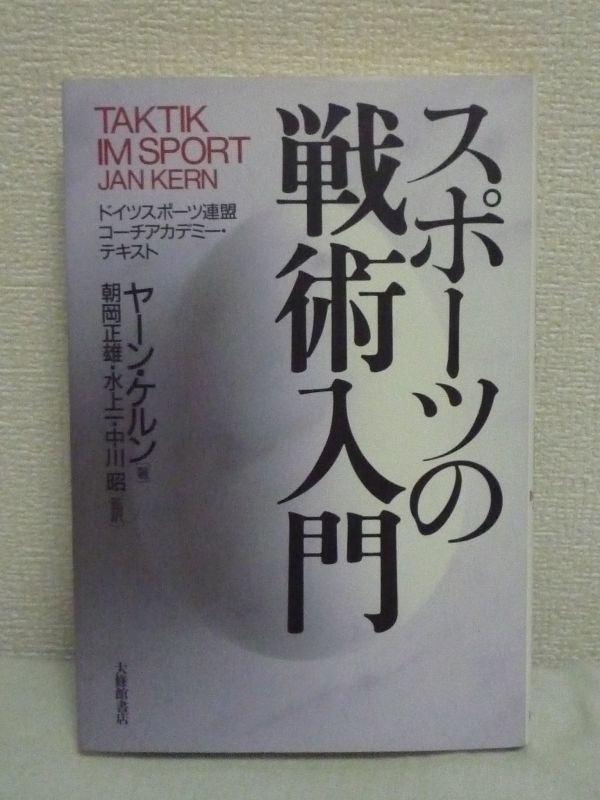 スポーツの
戦術入門
TAKTIK
IM SPORT
JAN KERN
ドイツスポーツ連盟
コーチアカデミー・
テキスト
ヤーン・ケルン[著]
朝岡正雄・水上一・中川昭[監訳]
大修館書店